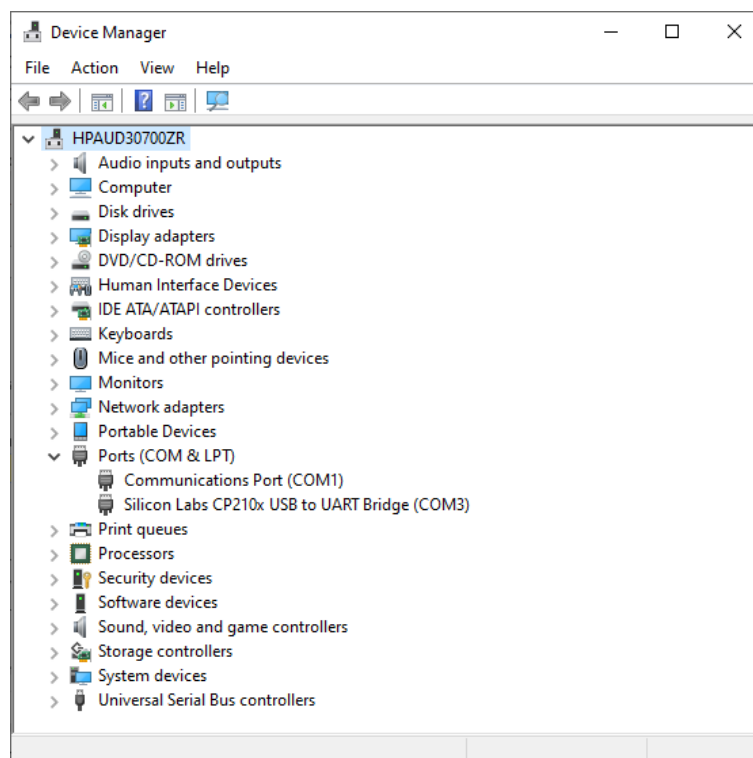 Device Manager
File Action View Help
HPAUD30700ZR
Audio inputs and outputs
Computer
Disk drives
Display adapters
DVD/CD-ROM drives
Human Interface Devices
IDE ATA/ATAPI controllers
Keyboards
Mice and other pointing devices
Monitors
Network adapters
Portable Devices
Ports (COM & LPT)
Communications Port (COM1)
Silicon Labs CP210x USB to UART Bridge (COM3)
Print queues
Processors
Security devices
Software devices
Sound, video and game controllers
Storage controllers
System devices
Universal Serial Bus controllers